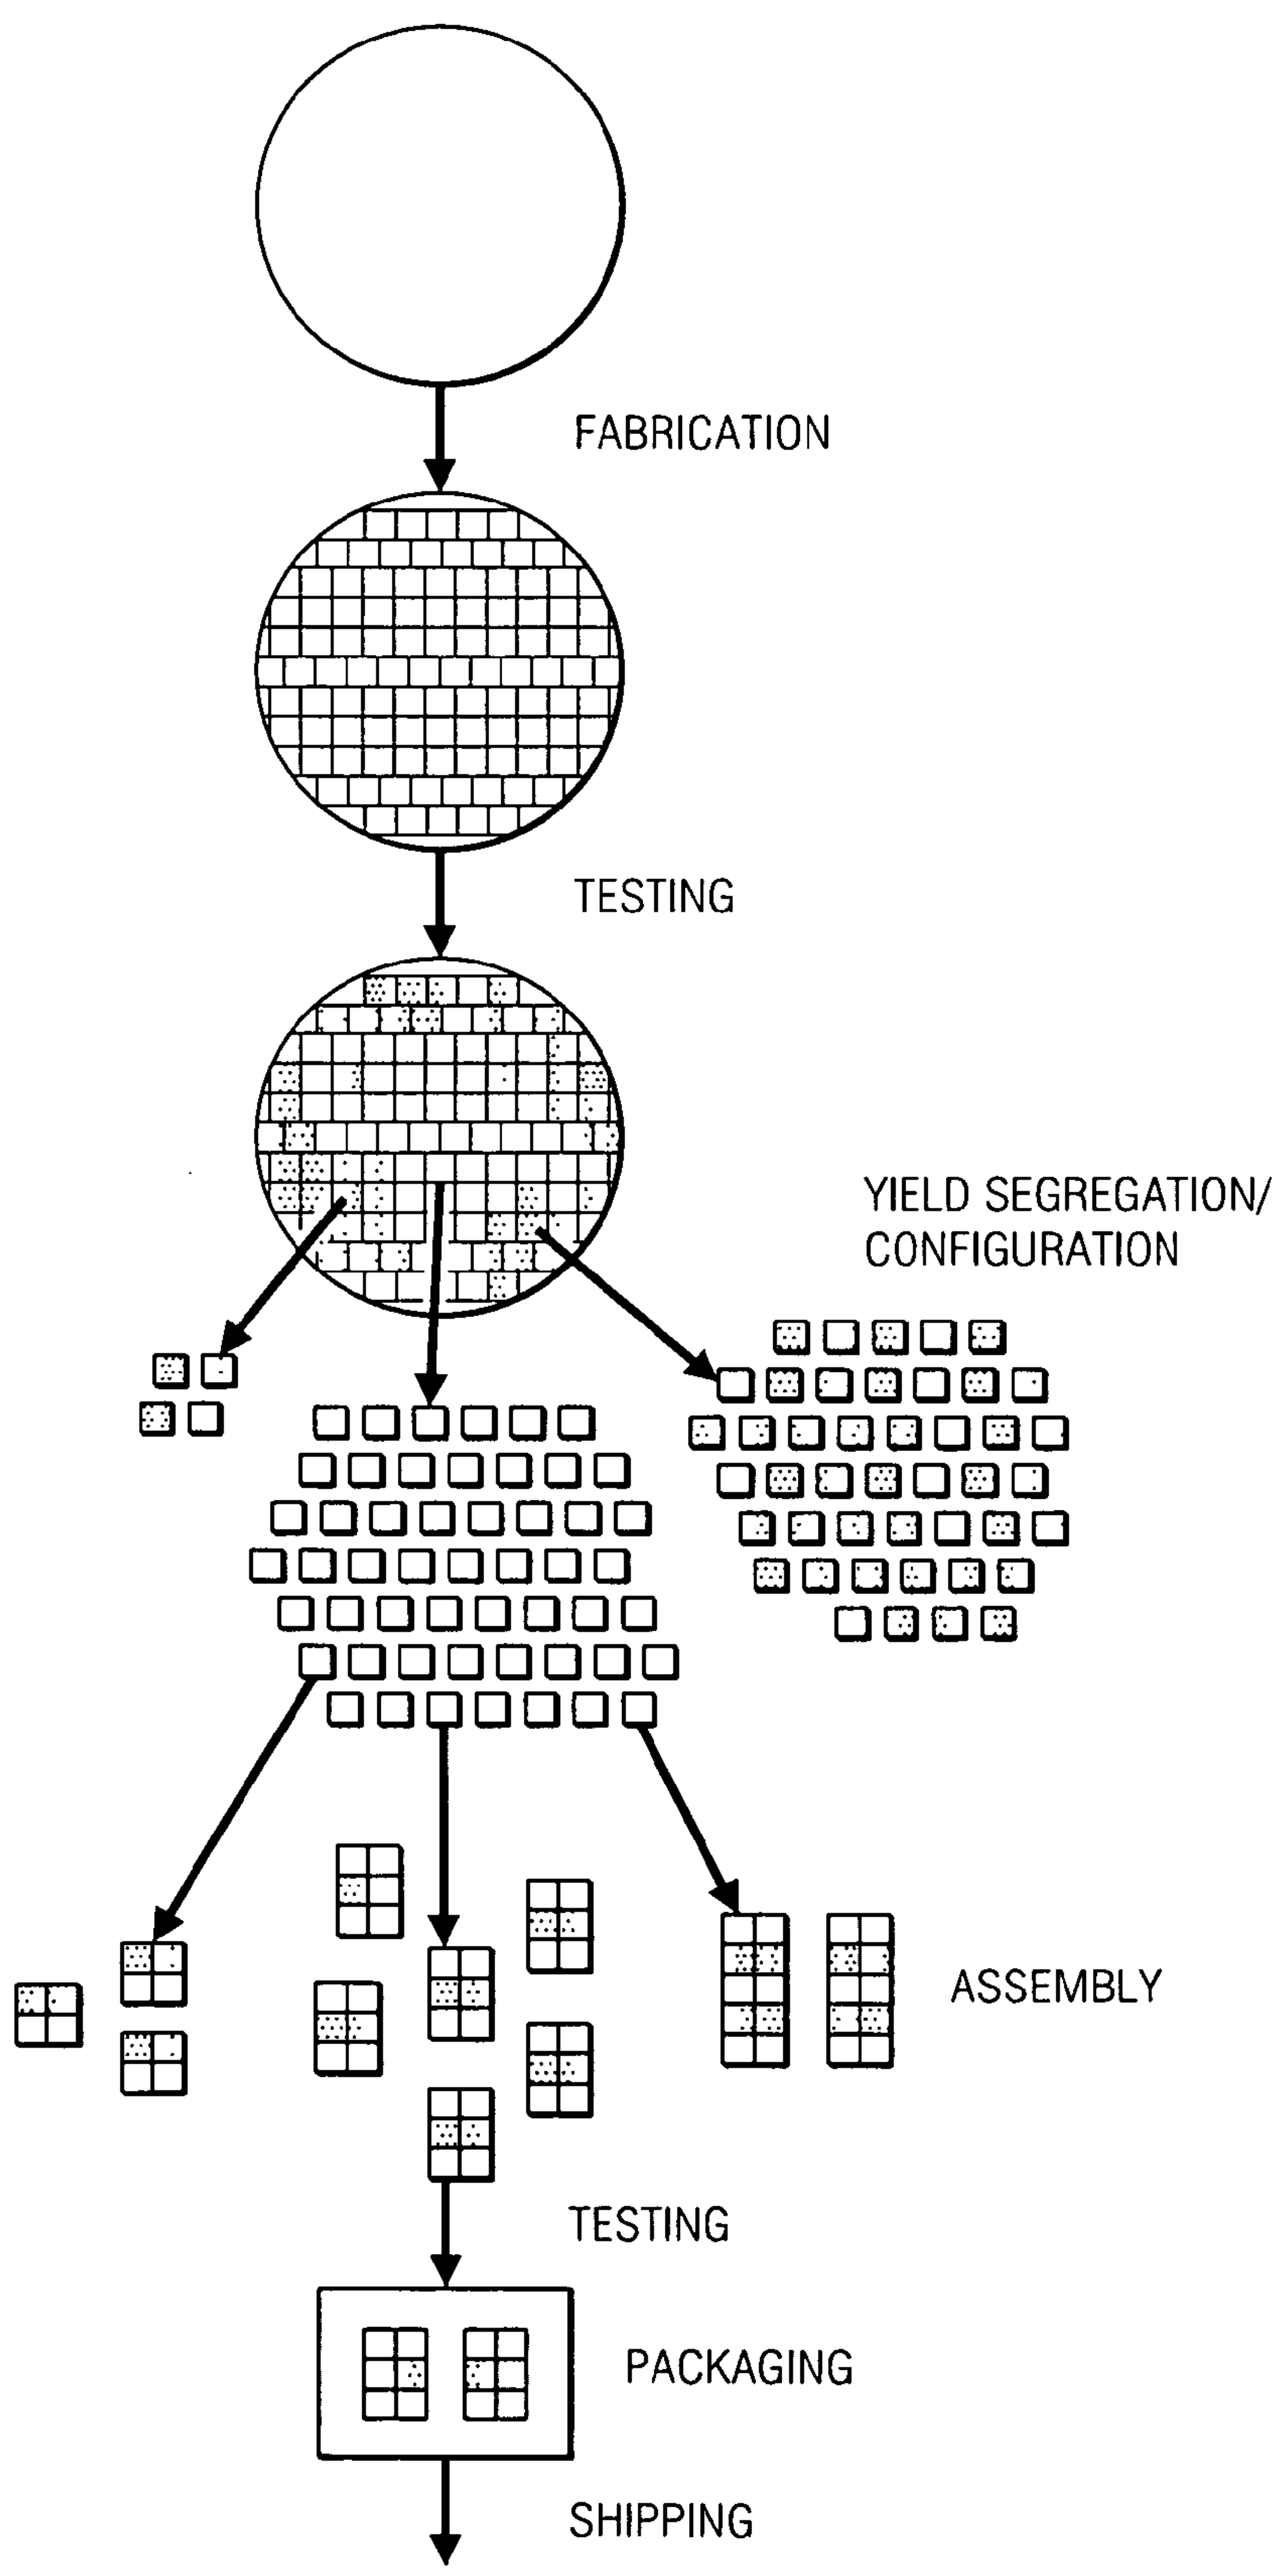 FABRICATION
TESTING
YIELD SEGREGATION/
CONFIGURATION
ASSEMBLY
TESTING
PACKAGING
SHIPPING